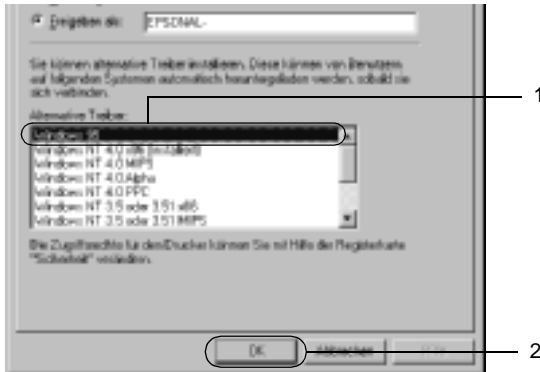 Freigeben als: EPSONAL-
Sie können alternative Treiber installieren. Diese können von Benutzern
auf folgenden Systemen automatisch heruntergeladen werden, sobald sie
sich verbinden.
Alternative Treiber:
1
Windows 95
Windows NT 4.0 x86 (installiert)
Windows NT 4.0 MIPS
Windows NT 4.0 Alpha
Windows NT 4.0 PPC
Windows NT 3.5 oder 3.51 x86
Windows NT 3.5 oder 3.51 MIPS
Die Zugriffsrechte für den Drucker können Sie mit Hilfe der Registerkarte
"Sicherheit" verändern.
OK
Abbrechen
2